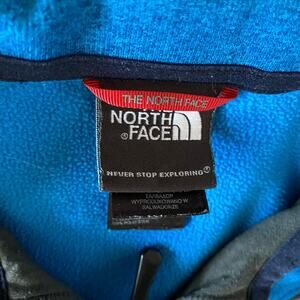 THE NORTH FACE
NORTH
FACE
NEVER STOP EXPLORING
WYPRODUKOWANO W
SALWADORZE